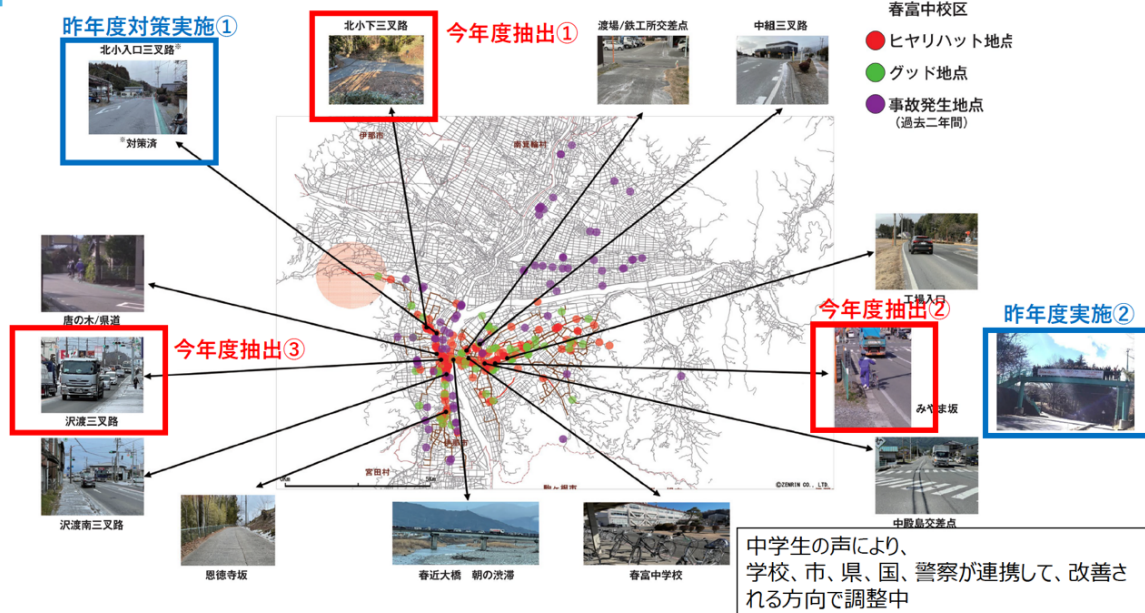 昨年度対策実施①
北小入口三叉路※
※対策済
北小下三叉路
今年度抽出①
渡場/鉄工所交差点
中組三叉路
春富中校区
ヒヤリハット地点
グッド地点
事故発生地点
(過去二年間)
伊那市
南箕輪村
唐の木/県道
工場入口
今年度抽出②
昨年度実施②
今年度抽出③
沢渡三叉路
みやま坂
沢渡南三叉路
宮田村
©ZENRIN CO., LTD.
中殿島交差点
恩徳寺坂
春近大橋 朝の渋滞
春富中学校
中学生の声により、
学校、市、県、国、警察が連携して、改善さ
れる方向で調整中